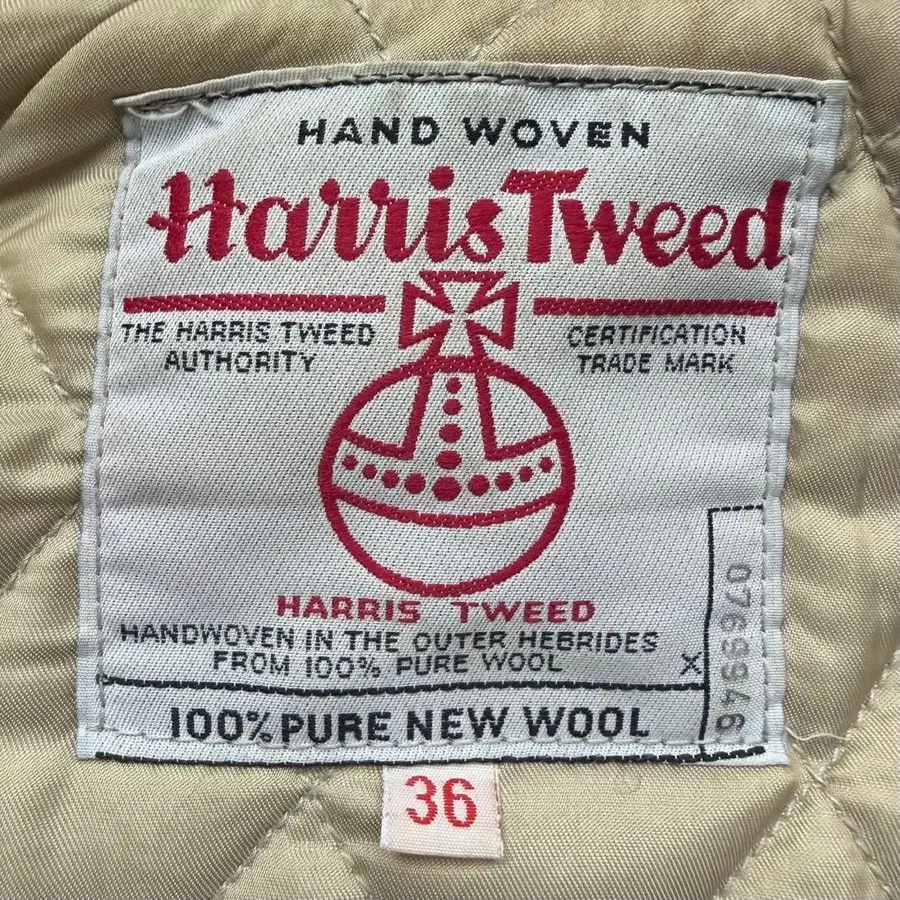 HAND WOVEN
Harris Tweed
THE HARRIS TWEED
AUTHORITY
CERTIFICATION
TRADE MARK
HARRIS TWEED
HANDWOVEN IN THE OUTER HEBRIDES
FROM 100% PURE WOOL
X
07699946
100% PURE NEW WOOL
36